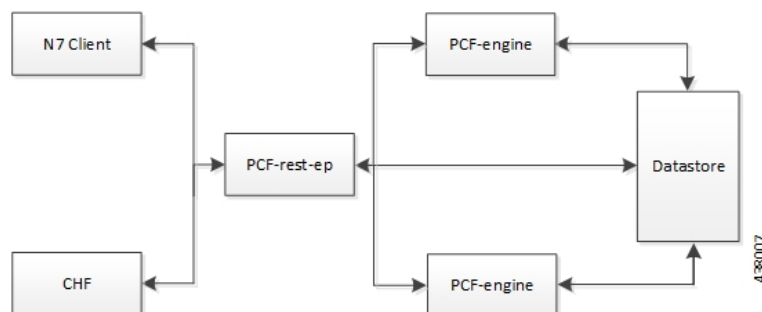 N7 Client
PCF-engine
PCF-rest-ep
Datastore
CHF
PCF-engine
438007